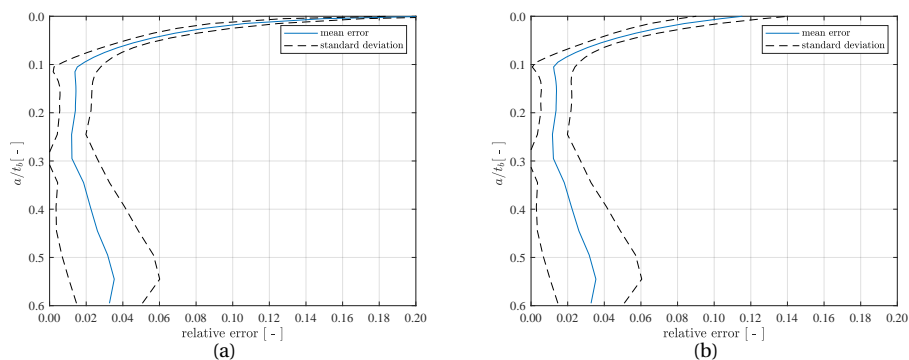 0.0
0.1
0.2
0.3
0.4
0.5
0.6
a/t_b[ - ]
mean error
standard deviation
0.00 0.02 0.04 0.06 0.08 0.10 0.12 0.14 0.16 0.18 0.20
relative error [ - ]
(a)
0.0
0.1
0.2
0.3
0.4
0.5
0.6
a/t_b[ - ]
mean error
standard deviation
0.00 0.02 0.04 0.06 0.08 0.10 0.12 0.14 0.16 0.18 0.20
relative error [ - ]
(b)